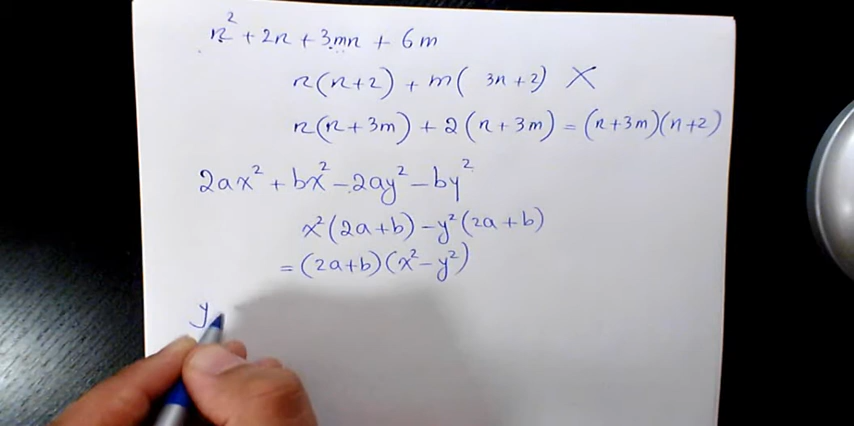 n² + 2n + 3mn + 6m
n(n+2) + m( 3n+2) X
n(n+3m) + 2(n+3m) = (n+3m)(n+2)
2ax² + bx² - 2ay² - by²
x²(2a+b) - y²(2a+b)
= (2a+b)(x² - y²)
y